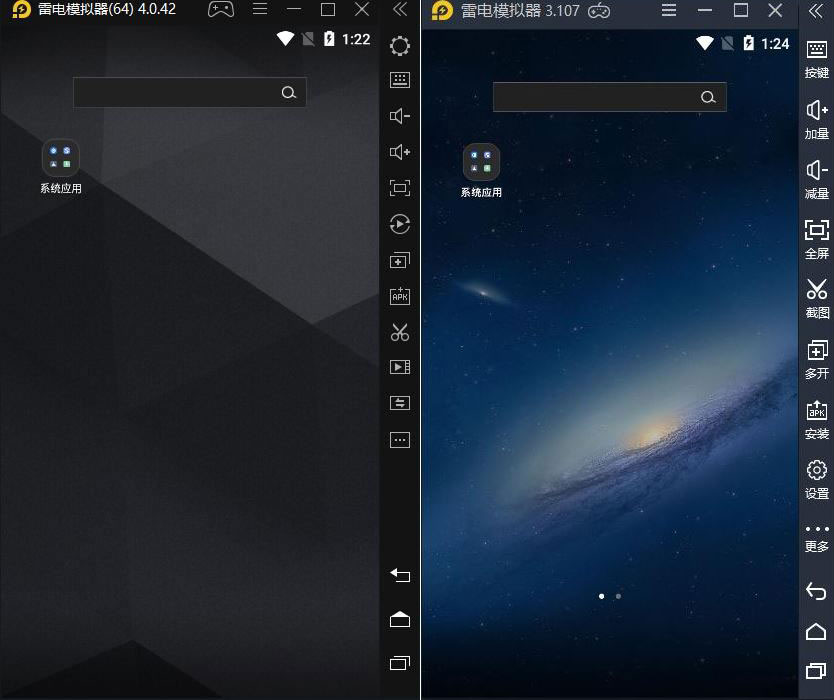 雷电模拟器(64) 4.0.42
1:22
系统应用
APK
雷电模拟器 3.107
1:24
系统应用
按键
加量
减量
全屏
截图
多开
APK
安装
设置
更多